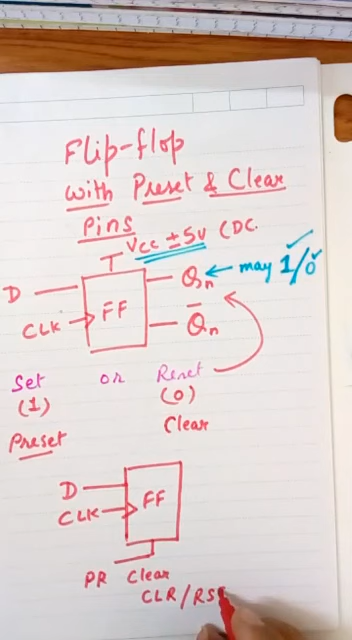 Flip-flop
with Preset & Clear
Pins
Vcc ± 5V (DC.
D
Qn ← may 1/0
CLK
FF
Q̅n
Set or Reset
(1) (0)
Preset Clear
D
CLK
FF
PR Clear
CLR/RS